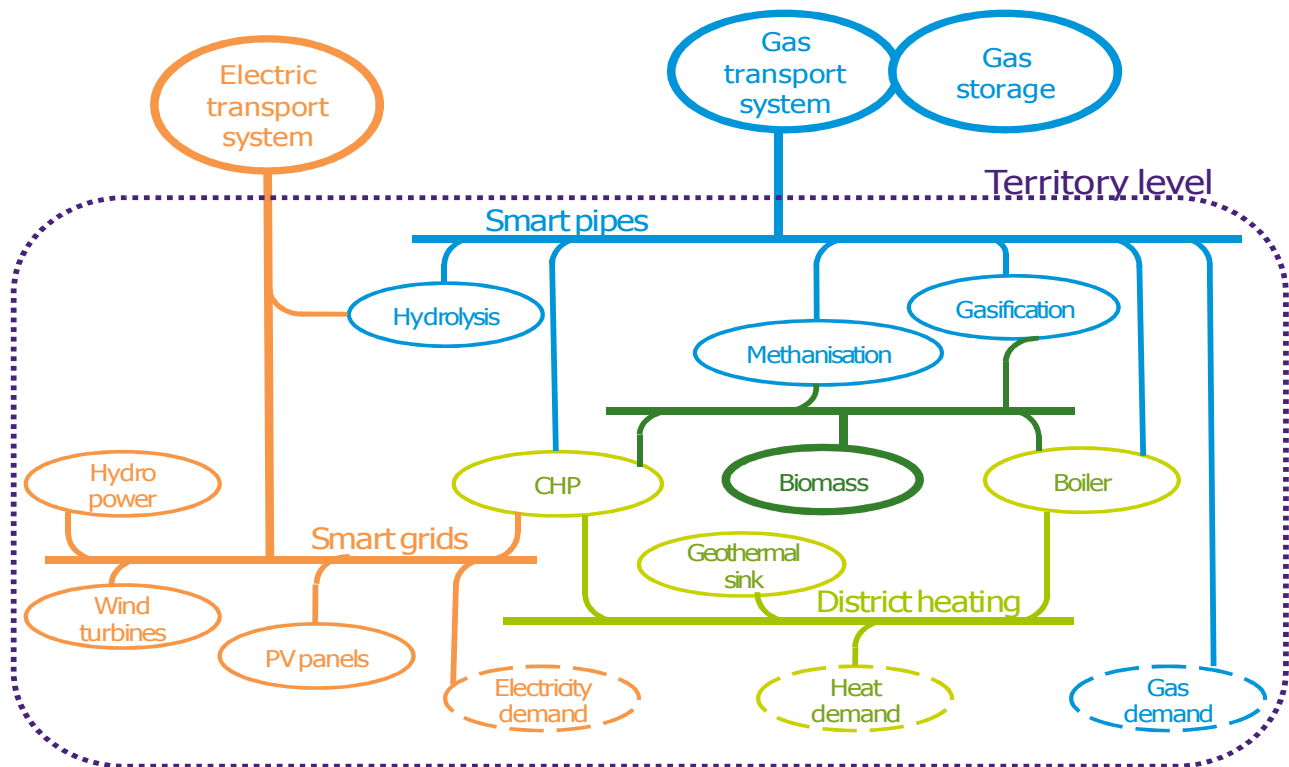 Electric
transport
system
Gas
transport
system
Gas
storage
Territory level
Smart pipes
Hydrolysis
Gasification
Methanisation
Hydro
power
CHP
Biomass
Boiler
Smart grids
Geothermal
sink
Wind
turbines
District heating
PV panels
Electricity
demand
Heat
demand
Gas
demand